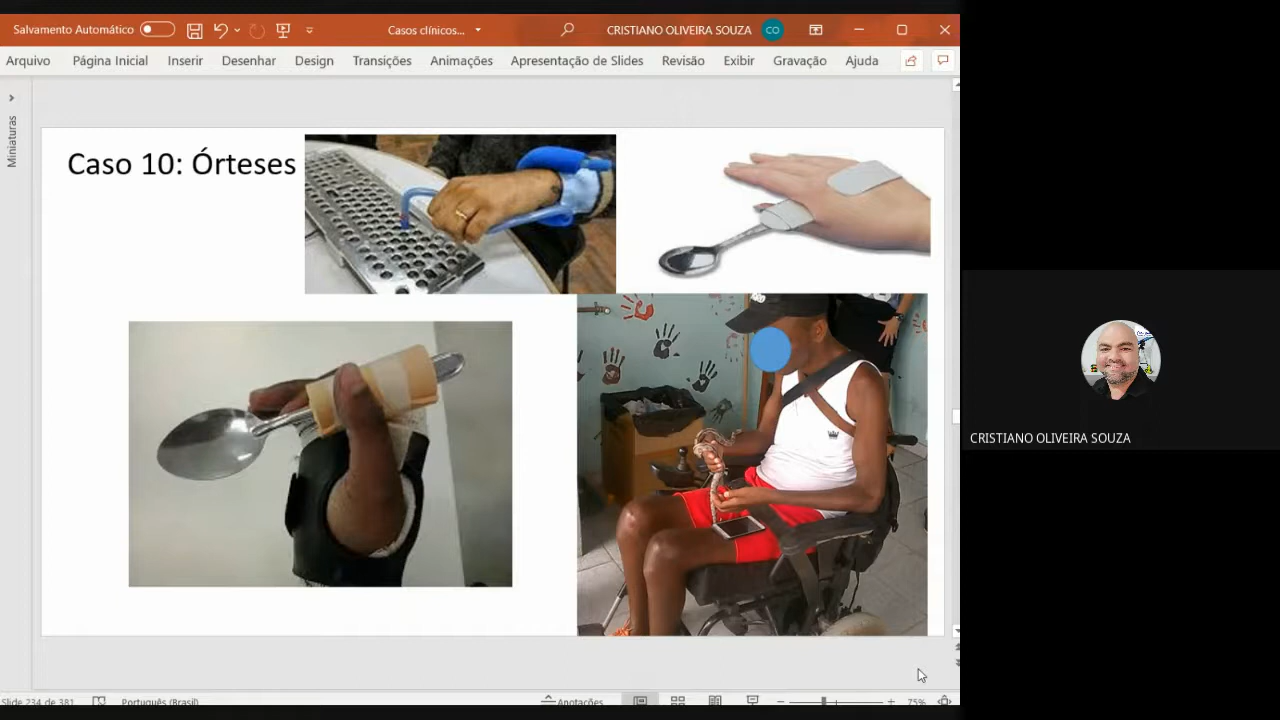 Salvamento Automático
Casos clínicos...
CRISTIANO OLIVEIRA SOUZA
CO
Arquivo
Página Inicial
Inserir
Desenhar
Design
Transições
Animações
Apresentação de Slides
Revisão
Exibir
Gravação
Ajuda
Miniaturas
Caso 10: Órteses
CRISTIANO OLIVEIRA SOUZA
Slide 234 de 381
Português (Brasil)
Anotações
75%